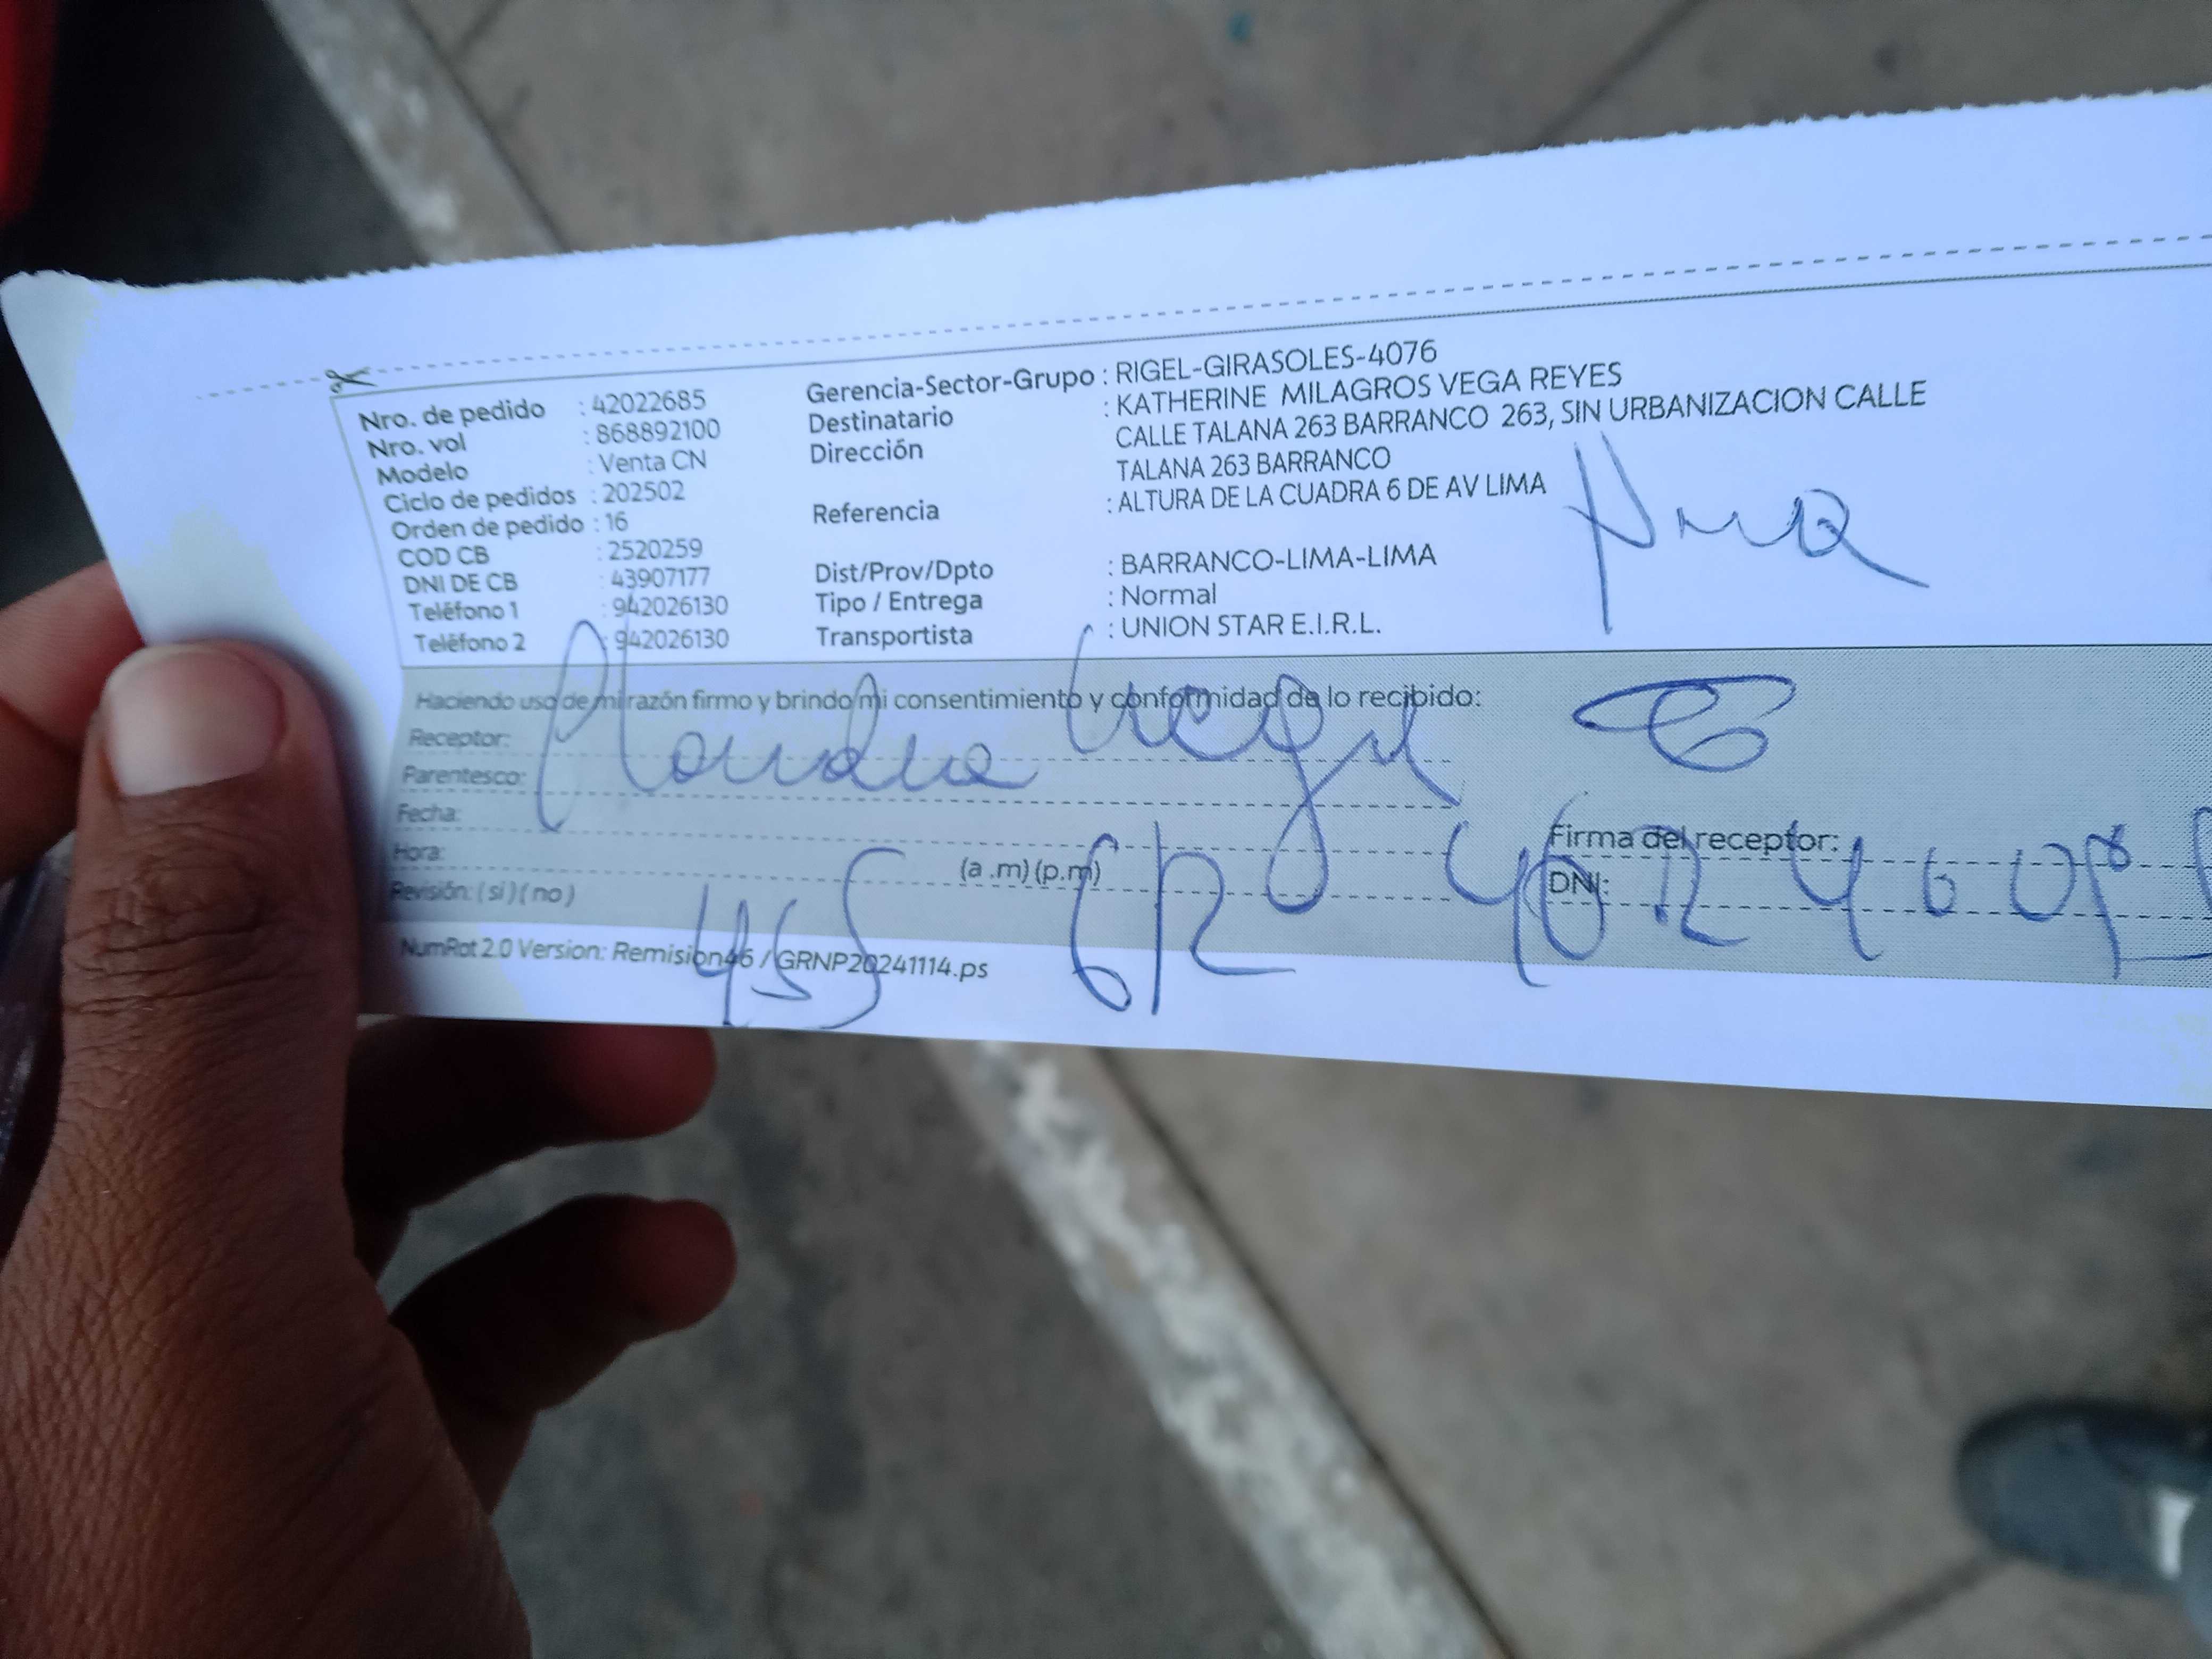 Nro. de pedido : 42022685
Nro. vol : 868892100
Modelo : Venta CN
Ciclo de pedidos : 202502
Orden de pedido : 16
COD CB : 2520259
DNI DE CB : 43907177
Teléfono 1 : 942026130
Teléfono 2 : 942026130
Gerencia-Sector-Grupo : RIGEL-GIRASOLES-4076
Destinatario : KATHERINE MILAGROS VEGA REYES
Dirección CALLE TALANA 263 BARRANCO 263, SIN URBANIZACION CALLE
TALANA 263 BARRANCO
Referencia : ALTURA DE LA CUADRA 6 DE AV LIMA
Dist/Prov/Dpto : BARRANCO-LIMA-LIMA
Tipo / Entrega : Normal
Transportista : UNION STAR E.I.R.L.
Haciendo uso de mi razón firmo y brindo mi consentimiento y conformidad de lo recibido:
Receptor:
Parentesco:
Fecha:
Hora: (a .m) (p.m)
Revisión: ( si ) ( no )
Firma del receptor:
DNI:
NumRot 2.0 Version: Remision46 / GRNP20241114.ps